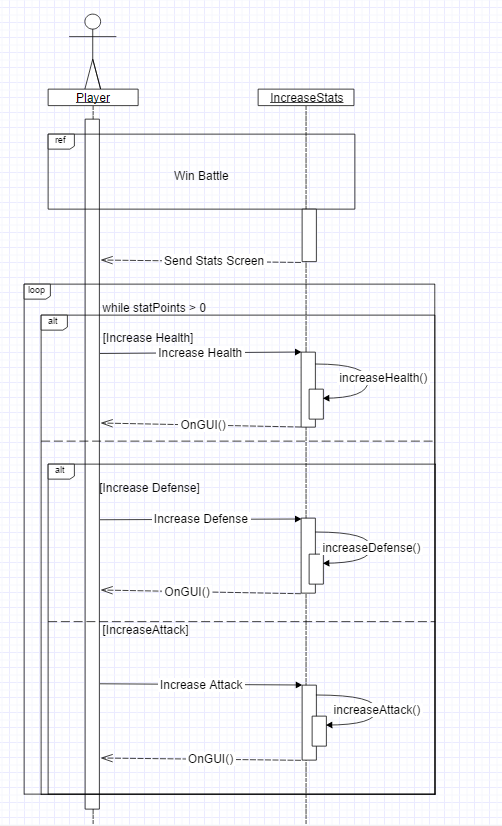 Player
IncreaseStats
ref
Win Battle
Send Stats Screen
loop
while statPoints > 0
alt
[Increase Health]
Increase Health
increaseHealth()
OnGUI()
alt
[Increase Defense]
Increase Defense
increaseDefense()
OnGUI()
[IncreaseAttack]
Increase Attack
increaseAttack()
OnGUI()